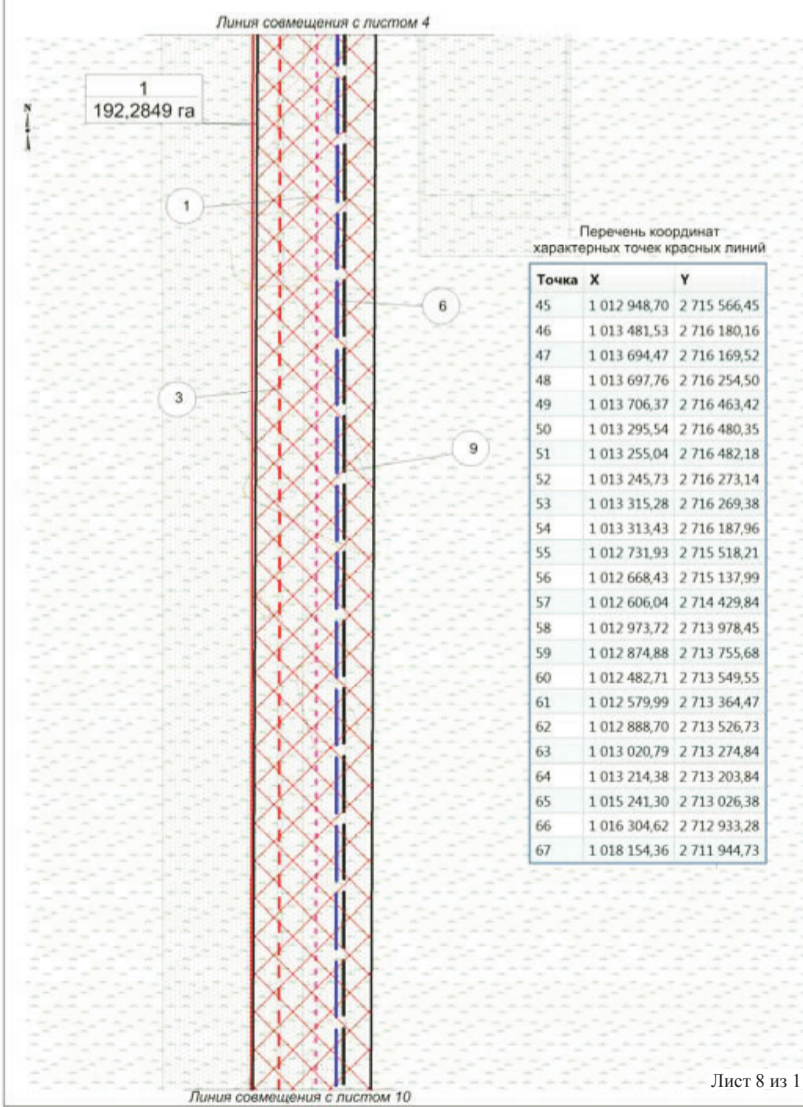 Линия совмещения с листом 4
1
192,2849 га
N
1
6
3
9
Перечень координат
характерных точек красных линий
Точка X Y
45 1 012 948,70 2 715 566,45
46 1 013 481,53 2 716 180,16
47 1 013 694,47 2 716 169,52
48 1 013 697,76 2 716 254,50
49 1 013 706,37 2 716 463,42
50 1 013 295,54 2 716 480,35
51 1 013 255,04 2 716 482,18
52 1 013 245,73 2 716 273,14
53 1 013 315,28 2 716 269,38
54 1 013 313,43 2 716 187,96
55 1 012 731,93 2 715 518,21
56 1 012 668,43 2 715 137,99
57 1 012 606,04 2 714 429,84
58 1 012 973,72 2 713 978,45
59 1 012 874,88 2 713 755,68
60 1 012 482,71 2 713 549,55
61 1 012 579,99 2 713 364,47
62 1 012 888,70 2 713 526,73
63 1 013 020,79 2 713 274,84
64 1 013 214,38 2 713 203,84
65 1 015 241,30 2 713 026,38
66 1 016 304,62 2 712 933,28
67 1 018 154,36 2 711 944,73
Лист 8 из 1
Линия совмещения с листом 10